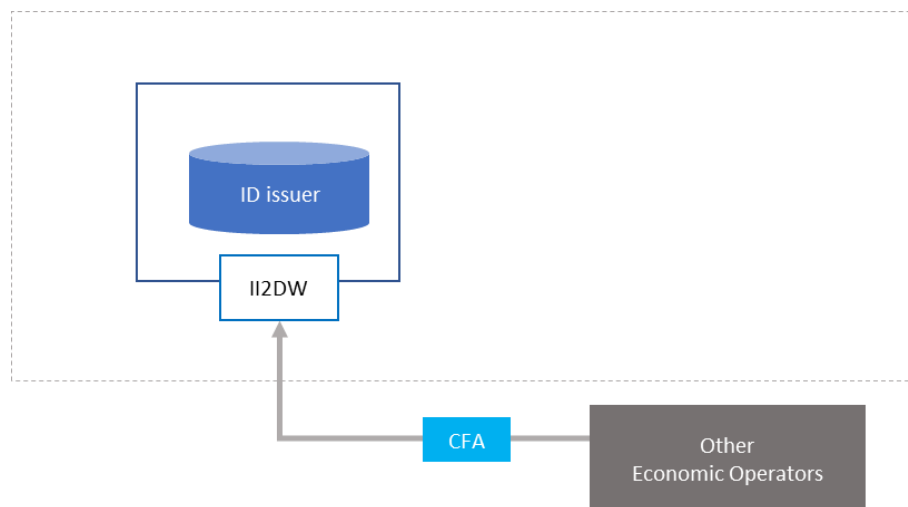 ID issuer
II2DW
CFA
Other
Economic Operators